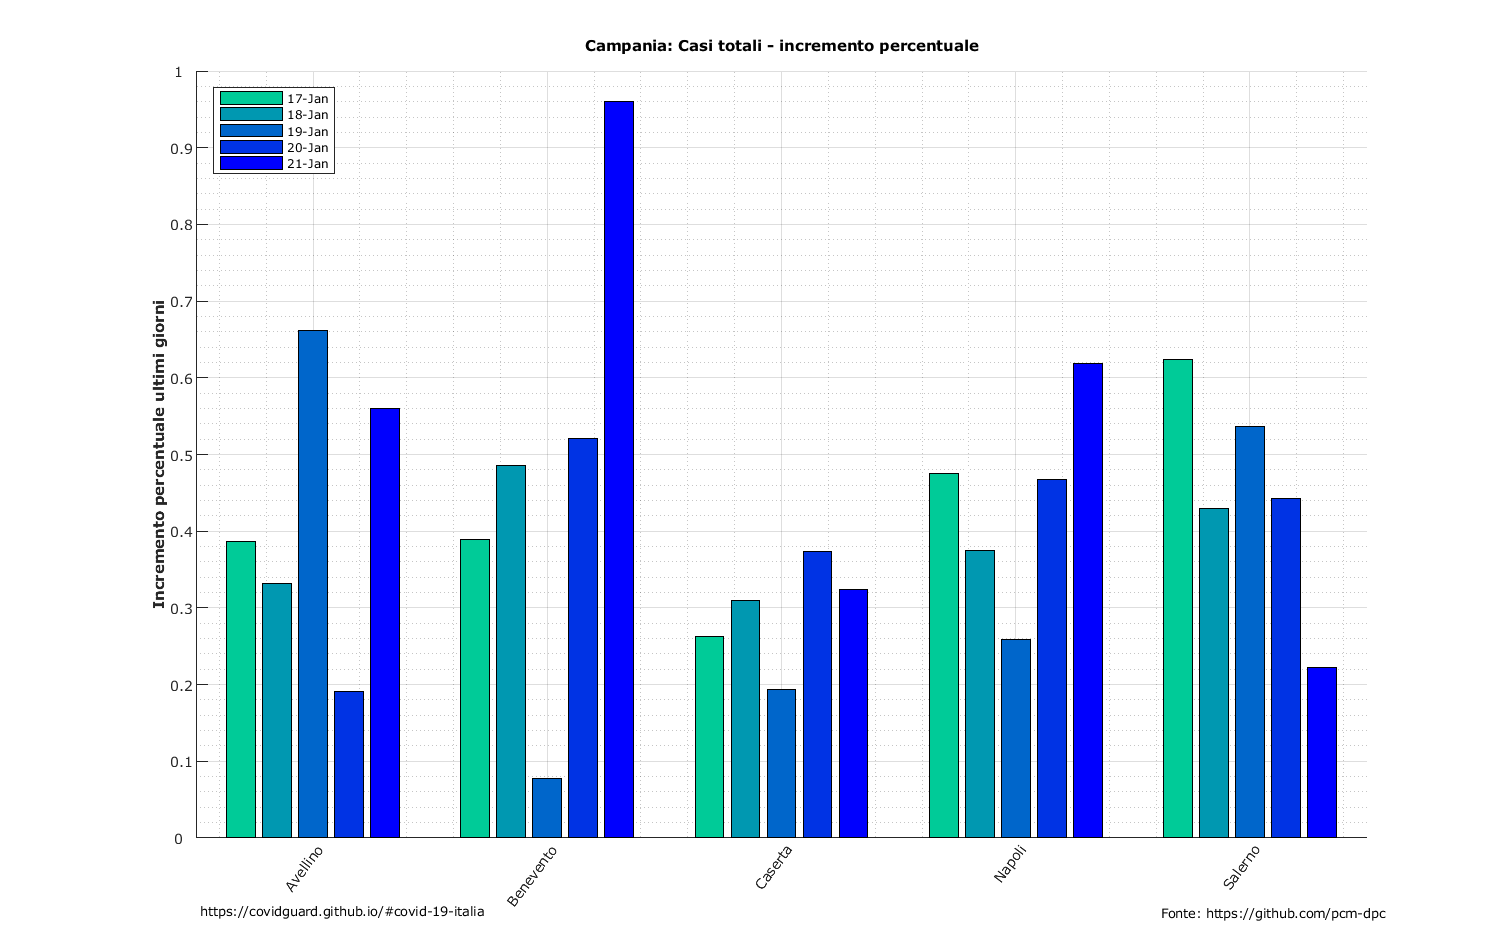 Campania: Casi totali - incremento percentuale
17-Jan
18-Jan
19-Jan
20-Jan
21-Jan
Incremento percentuale ultimi giorni
1
0.9
0.8
0.7
0.6
0.5
0.4
0.3
0.2
0.1
0
Avellino
Benevento
Caserta
Napoli
Salerno
https://covidguard.github.io/#covid-19-italia
Fonte: https://github.com/pcm-dpc